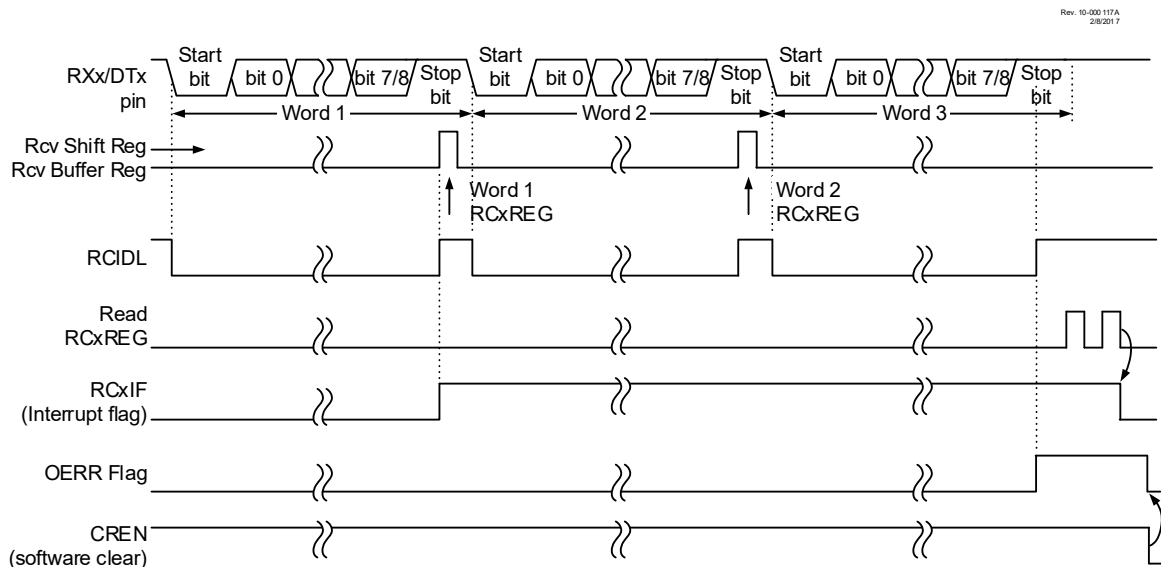 Rev. 10-000 117A
2/8/201 7
RXx/DTx
pin
Start
bit
bit 0
bit 7/8
Stop
bit
Start
bit
bit 0
bit 7/8
Stop
bit
Start
bit
bit 0
bit 7/8
Stop
bit
Word 1
Word 2
Word 3
Rcv Shift Reg
Rcv Buffer Reg
Word 1
RCxREG
Word 2
RCxREG
RCIDL
Read
RCxREG
RCxIF
(Interrupt flag)
OERR Flag
CREN
(software clear)